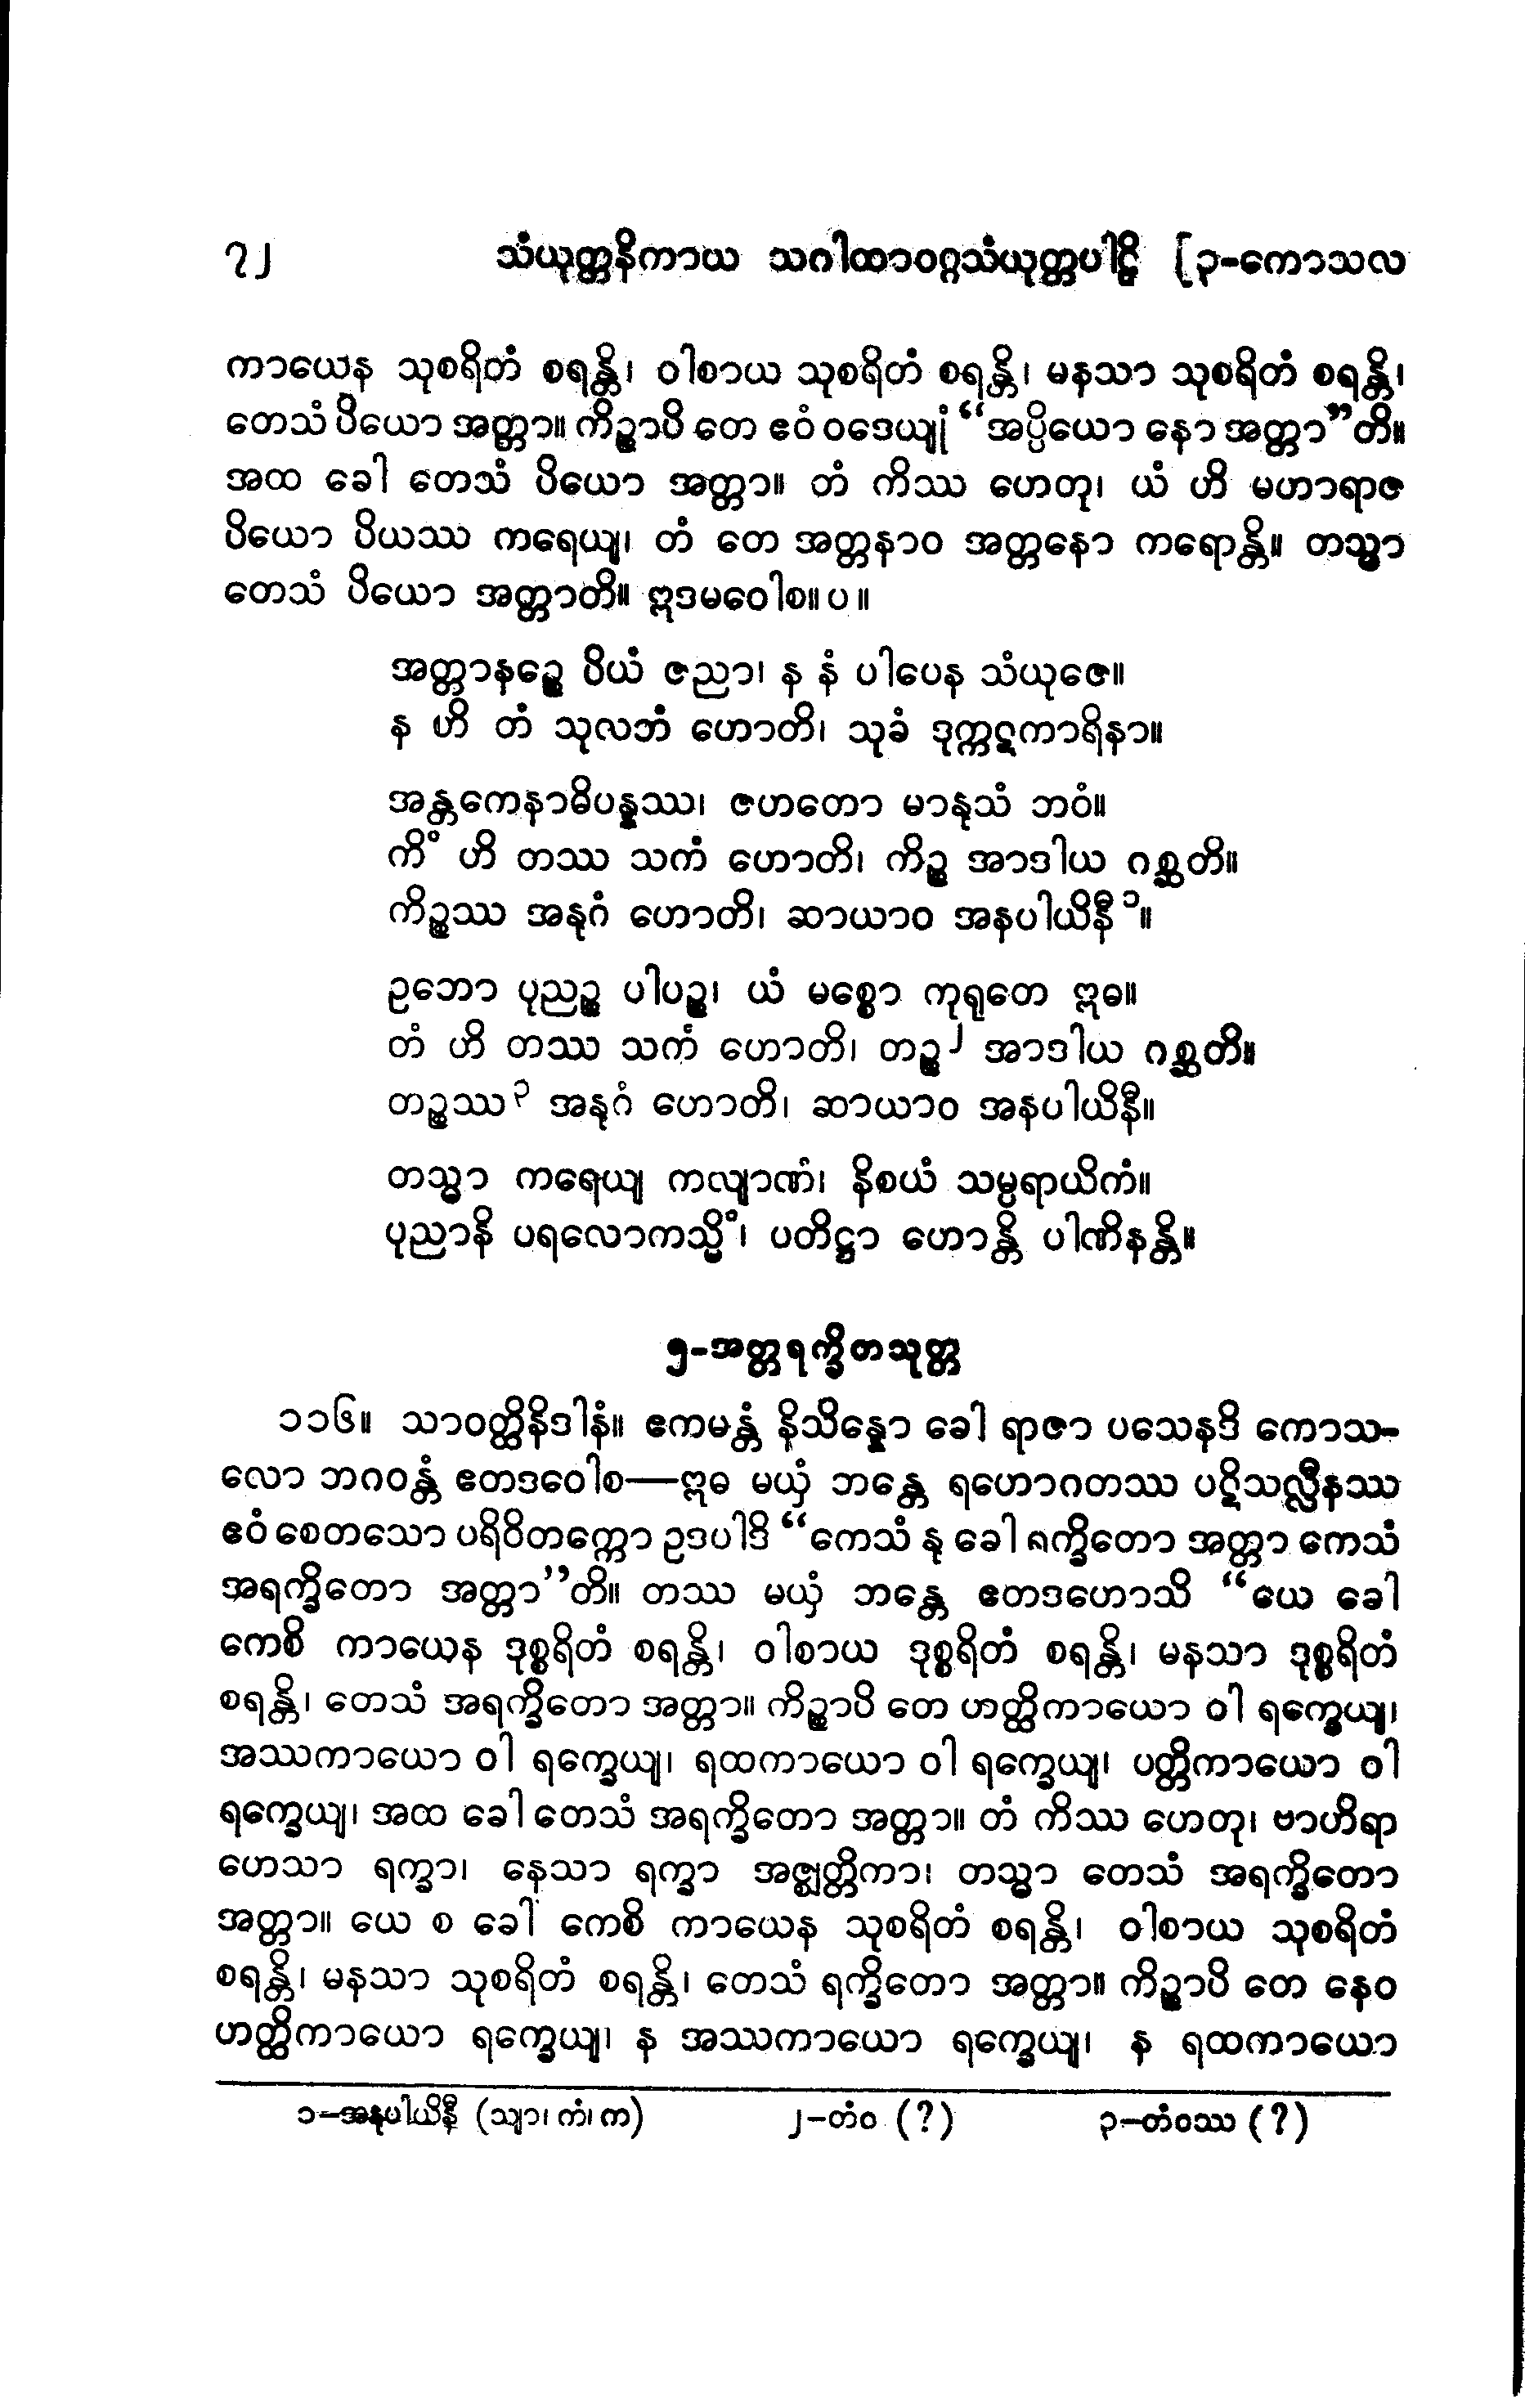 ၇၂ သံယုတ္တနိကာယ သဂါထာဝဂ္ဂသံယုတ္တပါဠိ [၃-ကောသလ
ကာယေန သုစရိတံ စရန္တိ၊ ဝါစာယ သုစရိတံ စရန္တိ၊ မနသာ သုစရိတံ စရန္တိ၊
တေသံ ပိယော အတ္တာ။ ကိဉ္စာပိ တေ ဧဝံ ဝဒေယျုံ “အပ္ပိယော နော အတ္တာ”တိ။
အထ ခေါ တေသံ ပိယော အတ္တာ။ တံ ကိဿ ဟေတု၊ ယံ ဟိ မဟာရာဇ
ပိယော ပိယဿ ကရေယျ၊ တံ တေ အတ္တနာဝ အတ္တနော ကရောန္တိ။ တသ္မာ
တေသံ ပိယော အတ္တာတိ။ ဣဒမဝေါစ။ ပ ။
အတ္တာနဉ္စေ ပိယံ ဇညာ၊ န နံ ပါပေန သံယုဇေ။
န ဟိ တံ သုလဘံ ဟောတိ၊ သုခံ ဒုက္ကဋကာရိနာ။
အန္တကေနာဓိပန္နဿ၊ ဇဟတော မာနုသံ ဘဝံ။
ကိံ ဟိ တဿ သကံ ဟောတိ၊ ကိဉ္စ အာဒါယ ဂစ္ဆတိ။
ကိဉ္စဿ အနုဂံ ဟောတိ၊ ဆာယာဝ အနပါယိနီ ၁။
ဥဘော ပုညဉ္စ ပါပဉ္စ၊ ယံ မစ္စော ကုရုတေ ဣဓ။
တံ ဟိ တဿ သကံ ဟောတိ၊ တဉ္စ၂ အာဒါယ ဂစ္ဆတိ။
တဉ္စဿ၃ အနုဂံ ဟောတိ၊ ဆာယာဝ အနပါယိနီ။
တသ္မာ ကရေယျ ကလျာဏံ၊ နိစယံ သမ္ပရာယိကံ။
ပုညာနိ ပရလောကသ္မိံ၊ ပတိဋ္ဌာ ဟောန္တိ ပါဏိနန္တိ။
၅-အတ္တရက္ခိတသုတ္တ
၁၁၆။ သာဝတ္ထိနိဒါနံ။ ဧကမန္တံ နိသိန္နော ခေါ ရာဇာ ပသေနဒိ ကောသ-
လော ဘဂဝန္တံ ဧတဒဝေါစ—ဣဓ မယှံ ဘန္တေ ရဟောဂတဿ ပဋိသလ္လီနဿ
ဧဝံ စေတသော ပရိဝိတက္ကော ဥဒပါဒိ “ကေသံ နု ခေါ ရက္ခိတော အတ္တာ ကေသံ
အရက္ခိတော အတ္တာ”တိ။ တဿ မယှံ ဘန္တေ ဧတဒဟောသိ “ယေ ခေါ
ကေစိ ကာယေန ဒုစ္စရိတံ စရန္တိ၊ ဝါစာယ ဒုစ္စရိတံ စရန္တိ၊ မနသာ ဒုစ္စရိတံ
စရန္တိ၊ တေသံ အရက္ခိတော အတ္တာ။ ကိဉ္စာပိ တေ ဟတ္ထိကာယော ဝါ ရက္ခေယျ၊
အဿကာယော ဝါ ရက္ခေယျ၊ ရထကာယော ဝါ ရက္ခေယျ၊ ပတ္တိကာယော ဝါ
ရက္ခေယျ၊ အထ ခေါ တေသံ အရက္ခိတော အတ္တာ။ တံ ကိဿ ဟေတု၊ ဗာဟိရာ
ဟေသာ ရက္ခာ၊ နေသာ ရက္ခာ အဇ္ဈတ္တိကာ၊ တသ္မာ တေသံ အရက္ခိတော
အတ္တာ။ ယေ စ ခေါ ကေစိ ကာယေန သုစရိတံ စရန္တိ၊ ဝါစာယ သုစရိတံ
စရန္တိ၊ မနသာ သုစရိတံ စရန္တိ၊ တေသံ ရက္ခိတော အတ္တာ။ ကိဉ္စာပိ တေ နေဝ
ဟတ္ထိကာယော ရက္ခေယျ၊ န အဿကာယော ရက္ခေယျ၊ န ရထကာယော
၁-အနုပါယိနီ (သျာ၊ ကံ၊ က) ၂-တံဝ (?) ၃-တံဝဿ (?)